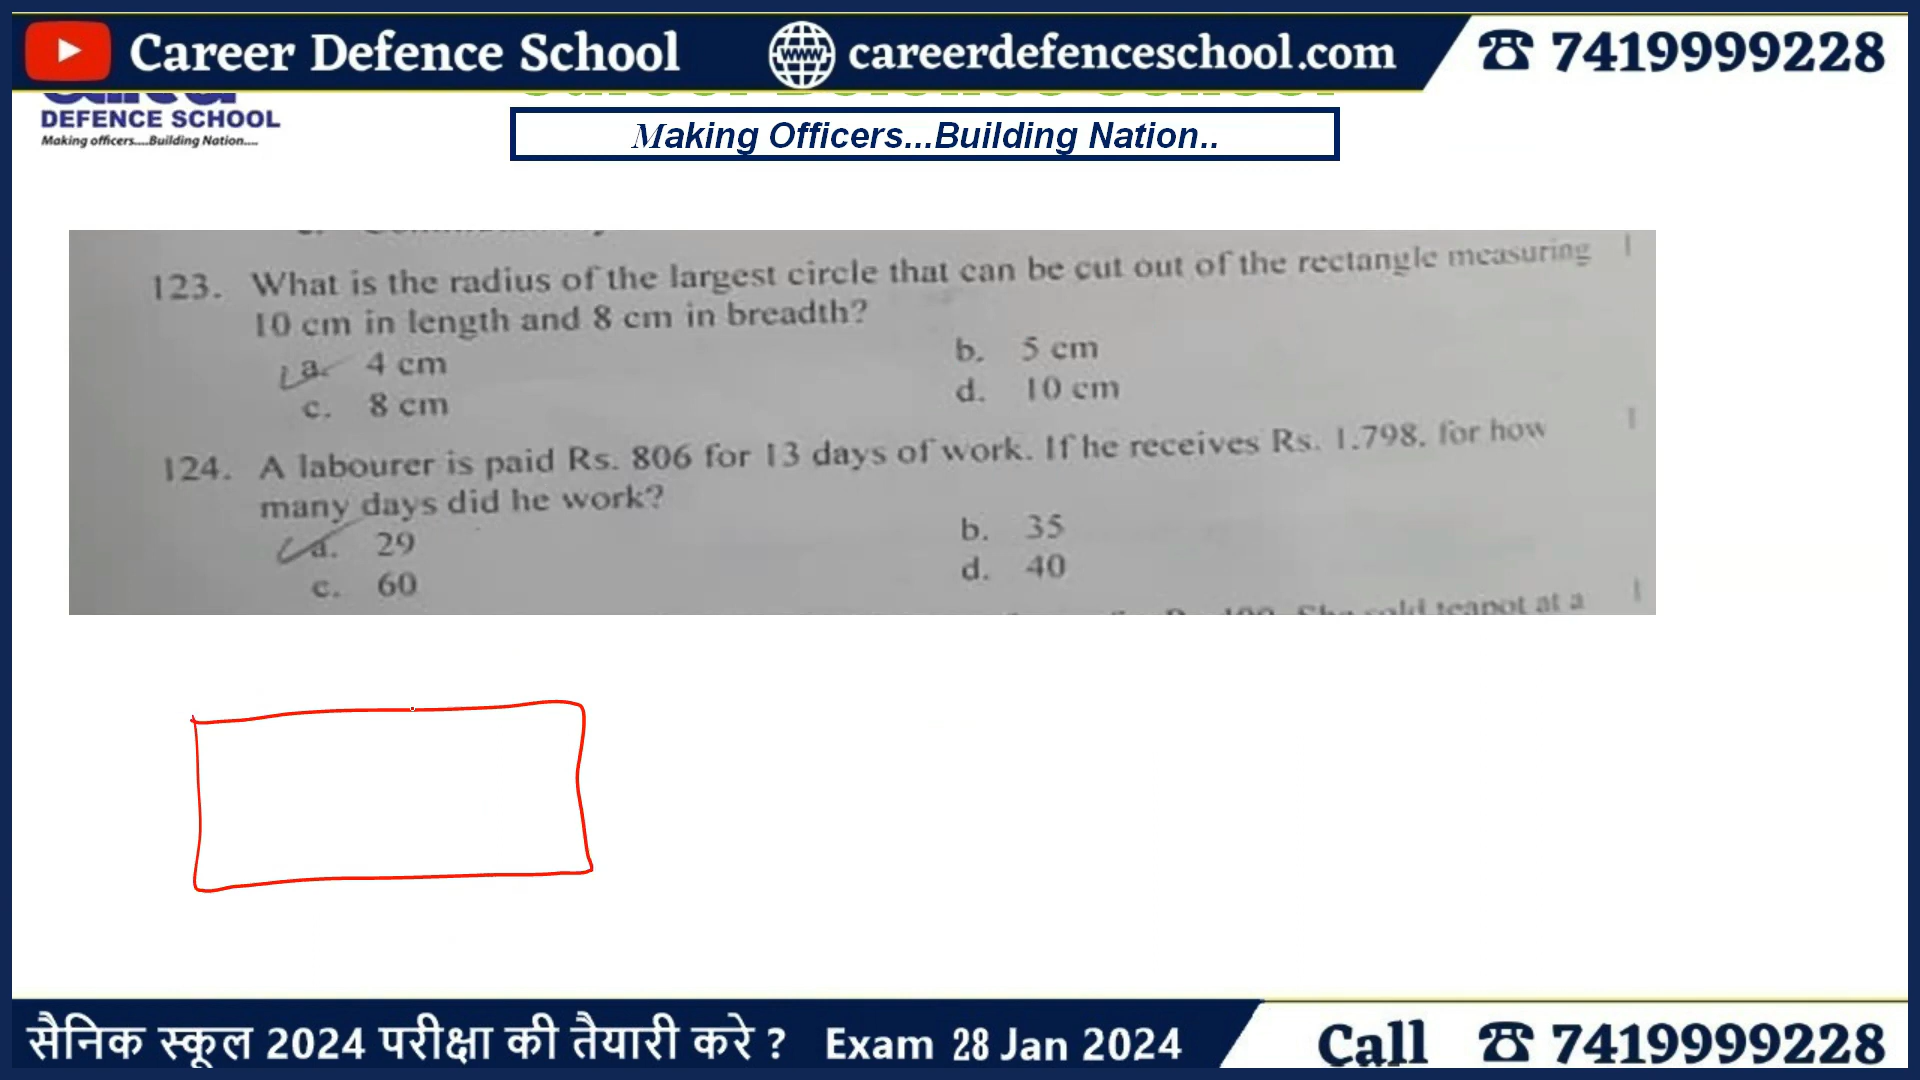 Career Defence School
careerdefenceschool.com
7419999228
DEFENCE SCHOOL
Making officers....Building Nation....
Making Officers...Building Nation..
123. What is the radius of the largest circle that can be cut out of the rectangle measuring
10 cm in length and 8 cm in breadth?
a. 4 cm
b. 5 cm
c. 8 cm
d. 10 cm
124. A labourer is paid Rs. 806 for 13 days of work. If he receives Rs. 1,798, for how
many days did he work?
a. 29
b. 35
c. 60
d. 40
teapot at a
सैनिक स्कूल 2024 परीक्षा की तैयारी करे ? Exam 28 Jan 2024
Call 7419999228